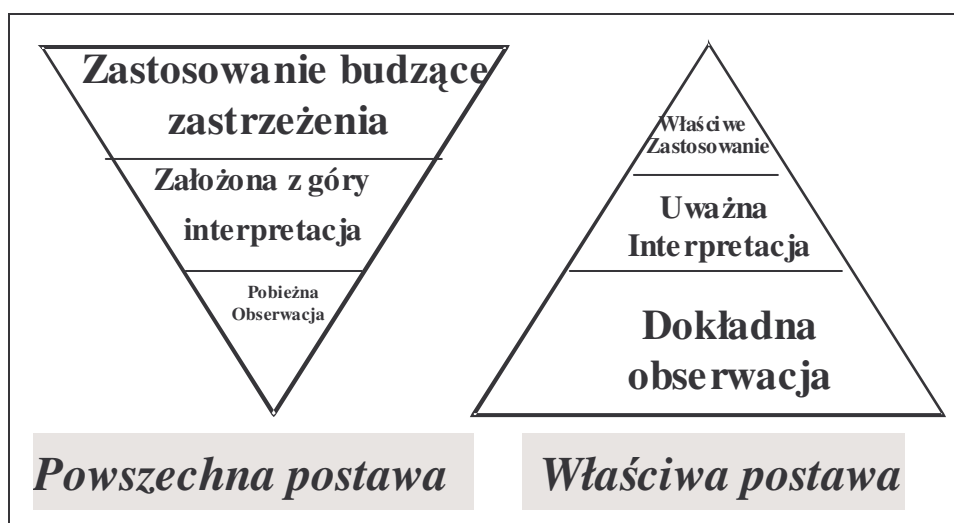 Zastosowanie budzące
zastrzeżenia
Założona z góry
interpretacja
Pobieżna
Obserwacja
Powszechna postawa
Właściwe
Zastosowanie
Uważna
Interpretacja
Dokładna
obserwacja
Właściwa postawa